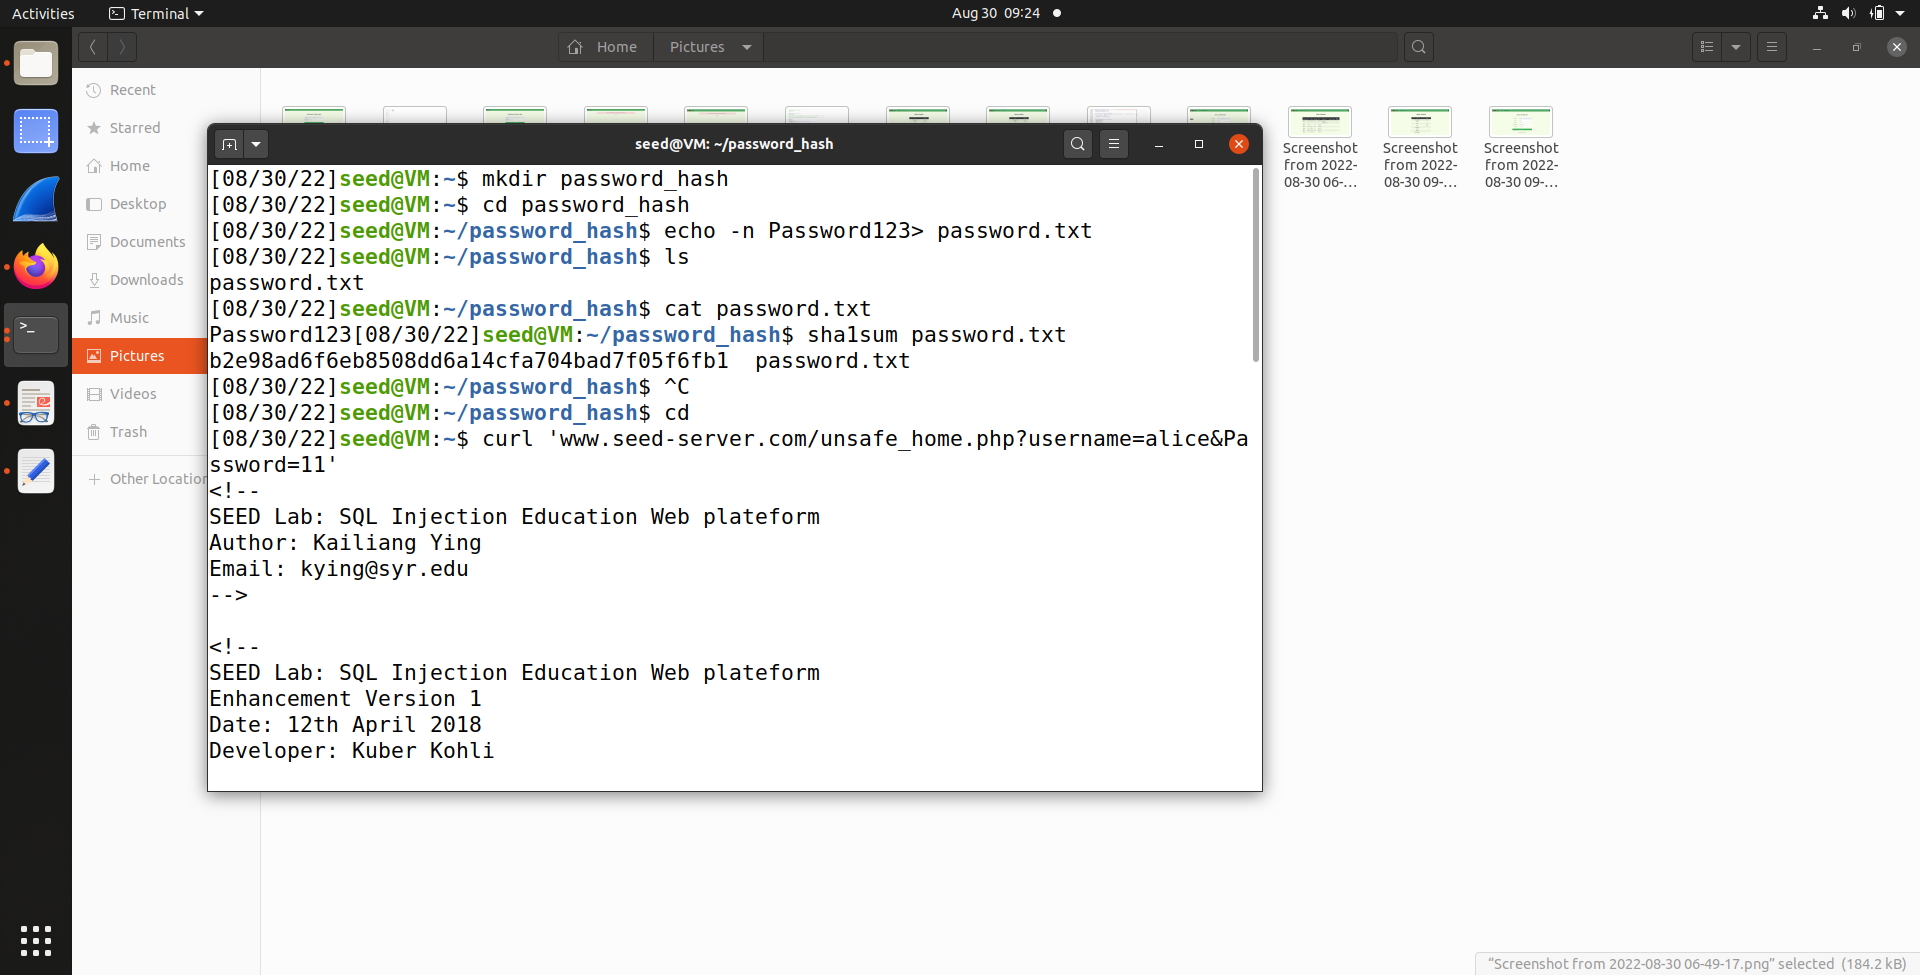 Activities
Terminal
Aug 30 09:24
Home
Pictures
Recent
Starred
Home
Desktop
Documents
Downloads
Music
Pictures
Videos
Trash
Other Location
Screenshot
from 2022-
08-30 06-...
Screenshot
from 2022-
08-30 09-...
Screenshot
from 2022-
08-30 09-...
seed@VM: ~/password_hash
[08/30/22]seed@VM:~$ mkdir password_hash
[08/30/22]seed@VM:~$ cd password_hash
[08/30/22]seed@VM:~/password_hash$ echo -n Password123> password.txt
[08/30/22]seed@VM:~/password_hash$ ls
password.txt
[08/30/22]seed@VM:~/password_hash$ cat password.txt
Password123[08/30/22]seed@VM:~/password_hash$ sha1sum password.txt
b2e98ad6f6eb8508dd6a14cfa704bad7f05f6fb1  password.txt
[08/30/22]seed@VM:~/password_hash$ ^C
[08/30/22]seed@VM:~/password_hash$ cd
[08/30/22]seed@VM:~$ curl 'www.seed-server.com/unsafe_home.php?username=alice&Pa
ssword=11'
<!--
SEED Lab: SQL Injection Education Web plateform
Author: Kailiang Ying
Email: kying@syr.edu
-->
<!--
SEED Lab: SQL Injection Education Web plateform
Enhancement Version 1
Date: 12th April 2018
Developer: Kuber Kohli
"Screenshot from 2022-08-30 06-49-17.png" selected (184.2 kB)